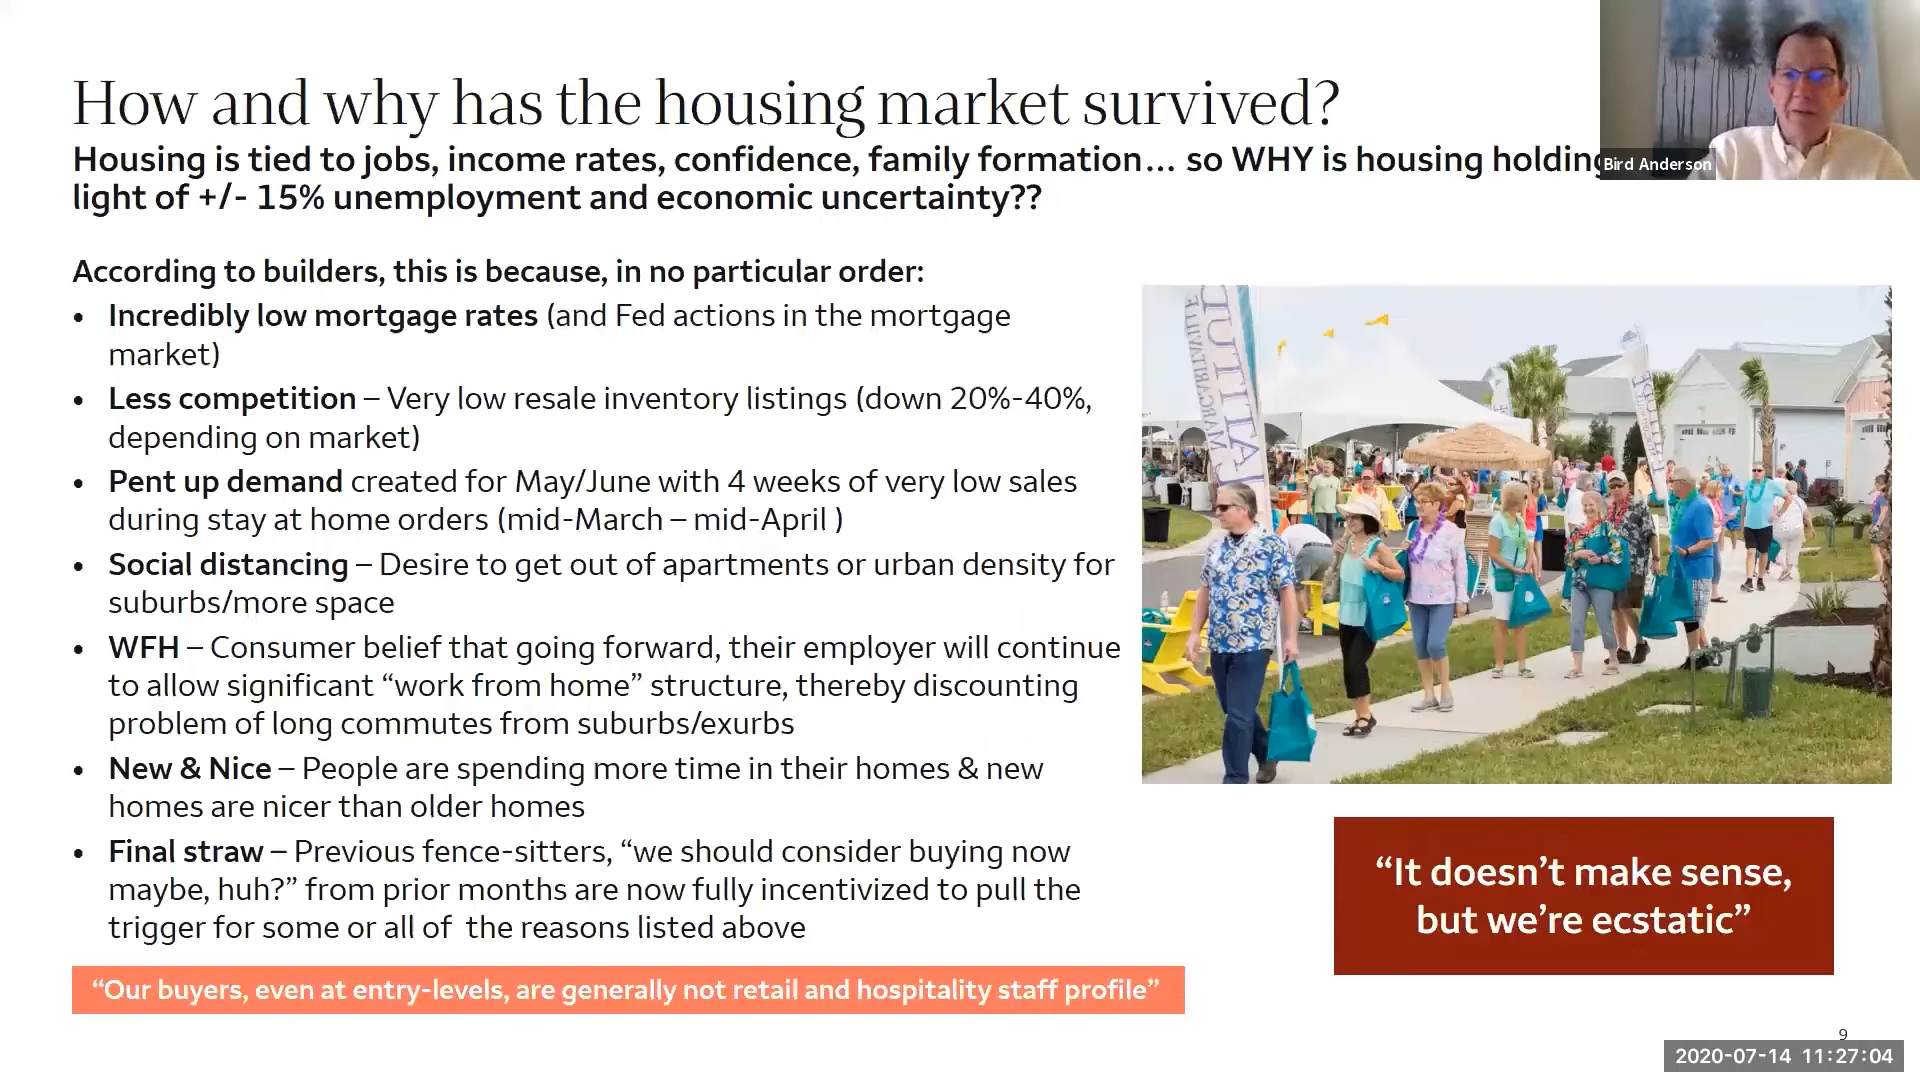 How and why has the housing market survived?
Housing is tied to jobs, income rates, confidence, family formation... so WHY is housing holding
light of +/- 15% unemployment and economic uncertainty??
Bird Anderson
According to builders, this is because, in no particular order:
• Incredibly low mortgage rates (and Fed actions in the mortgage
market)
• Less competition – Very low resale inventory listings (down 20%-40%,
depending on market)
• Pent up demand created for May/June with 4 weeks of very low sales
during stay at home orders (mid-March – mid-April )
• Social distancing – Desire to get out of apartments or urban density for
suburbs/more space
• WFH – Consumer belief that going forward, their employer will continue
to allow significant “work from home” structure, thereby discounting
problem of long commutes from suburbs/exurbs
• New & Nice – People are spending more time in their homes & new
homes are nicer than older homes
• Final straw – Previous fence-sitters, “we should consider buying now
maybe, huh?” from prior months are now fully incentivized to pull the
trigger for some or all of  the reasons listed above
MARGARITAVILLE
“It doesn’t make sense,
but we’re ecstatic”
“Our buyers, even at entry-levels, are generally not retail and hospitality staff profile”
9
2020-07-14 11:27:04